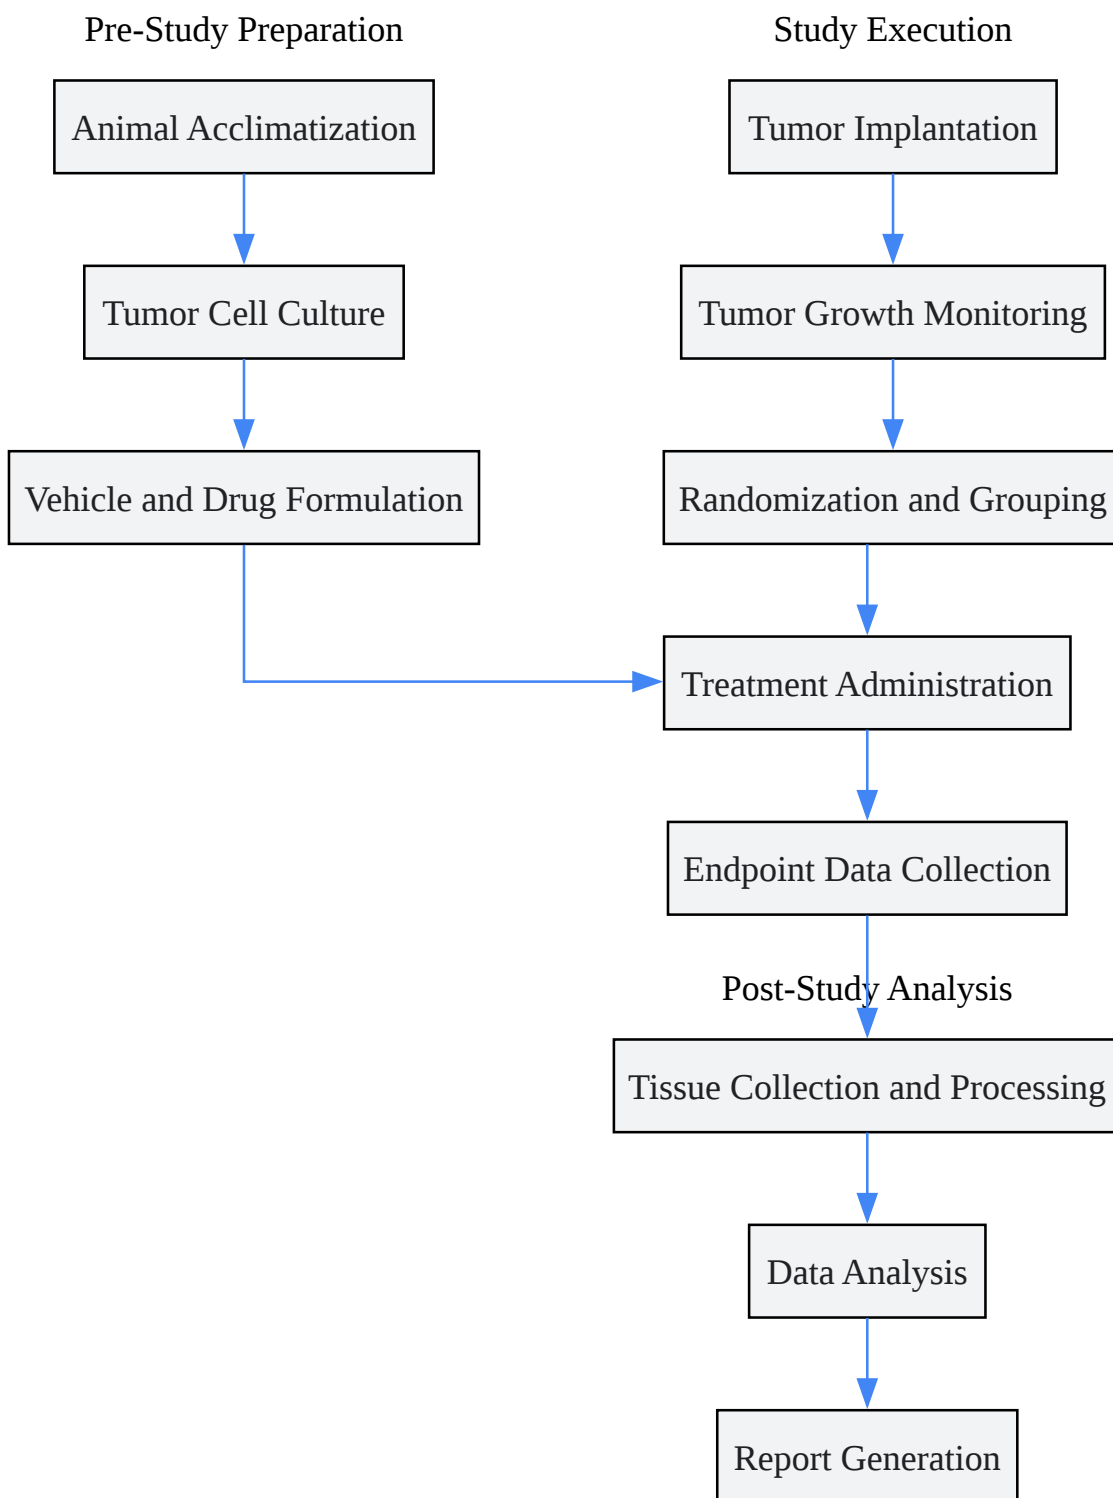 Pre-Study Preparation
Animal Acclimatization
Tumor Cell Culture
Vehicle and Drug Formulation
Study Execution
Tumor Implantation
Tumor Growth Monitoring
Randomization and Grouping
Treatment Administration
Endpoint Data Collection
Post-Study Analysis
Tissue Collection and Processing
Data Analysis
Report Generation